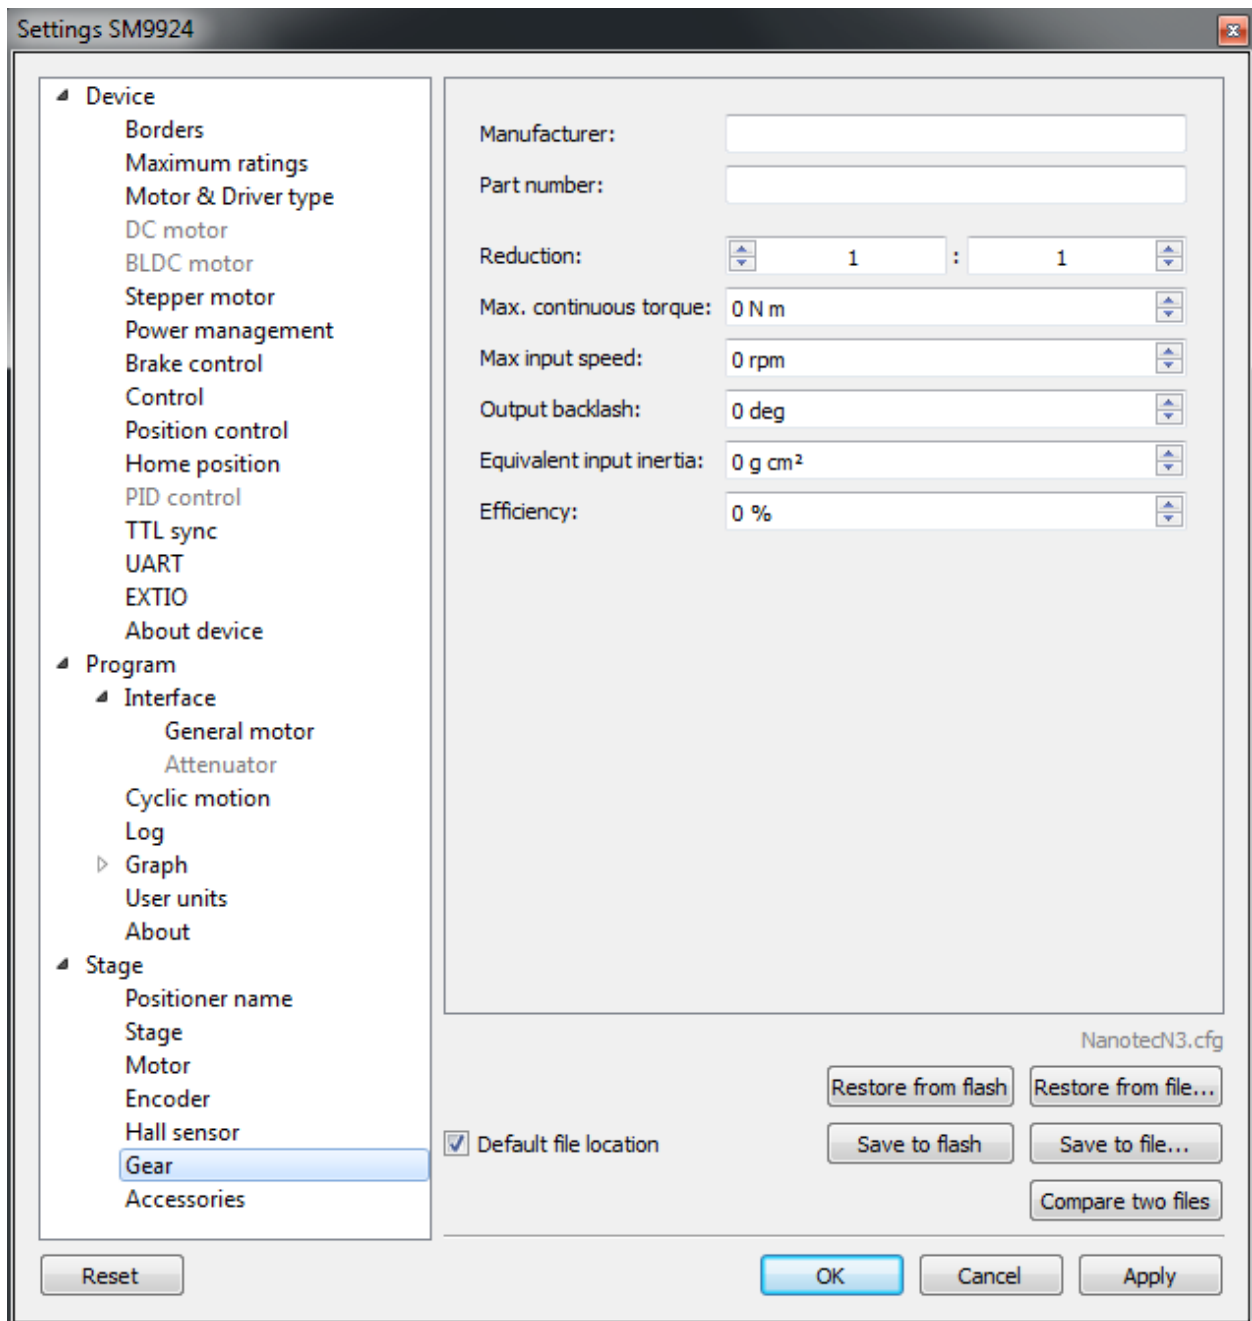 Settings SM9924
Device
Borders
Maximum ratings
Motor & Driver type
DC motor
BLDC motor
Stepper motor
Power management
Brake control
Control
Position control
Home position
PID control
TTL sync
UART
EXTIO
About device
Program
Interface
General motor
Attenuator
Cyclic motion
Log
Graph
User units
About
Stage
Positioner name
Stage
Motor
Encoder
Hall sensor
Gear
Accessories
Manufacturer:
Part number:
Reduction: 1 : 1
Max. continuous torque: 0 N m
Max input speed: 0 rpm
Output backlash: 0 deg
Equivalent input inertia: 0 g cm²
Efficiency: 0 %
NanotecN3.cfg
Restore from flash Restore from file...
Default file location Save to flash Save to file...
Compare two files
Reset OK Cancel Apply